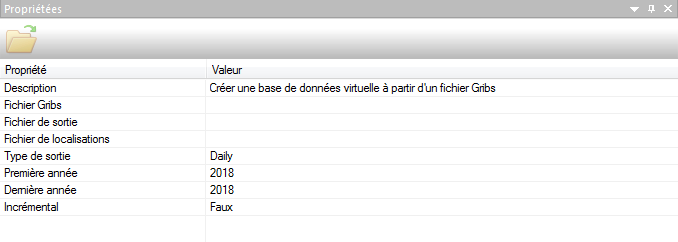 Propriétées
Propriété Valeur
Description Créer une base de données virtuelle à partir d'un fichier Gribs
Fichier Gribs
Fichier de sortie
Fichier de localisations
Type de sortie Daily
Première année 2018
Dernière année 2018
Incrémental Faux